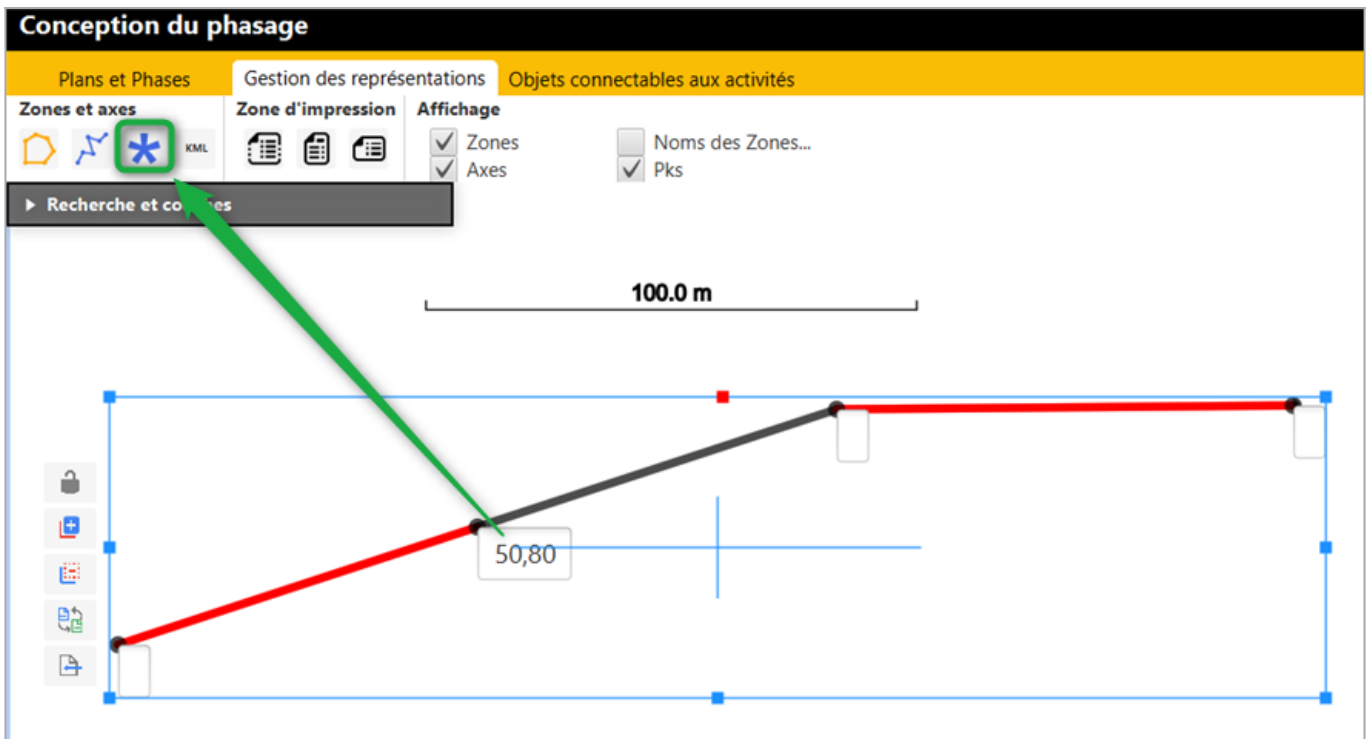 Conception du phasage
Plans et Phases Gestion des représentations Objets connectables aux activités
Zones et axes Zone d'impression Affichage
KML Zones Noms des Zones...
Axes Pks
Recherche et
100.0 m
50,80